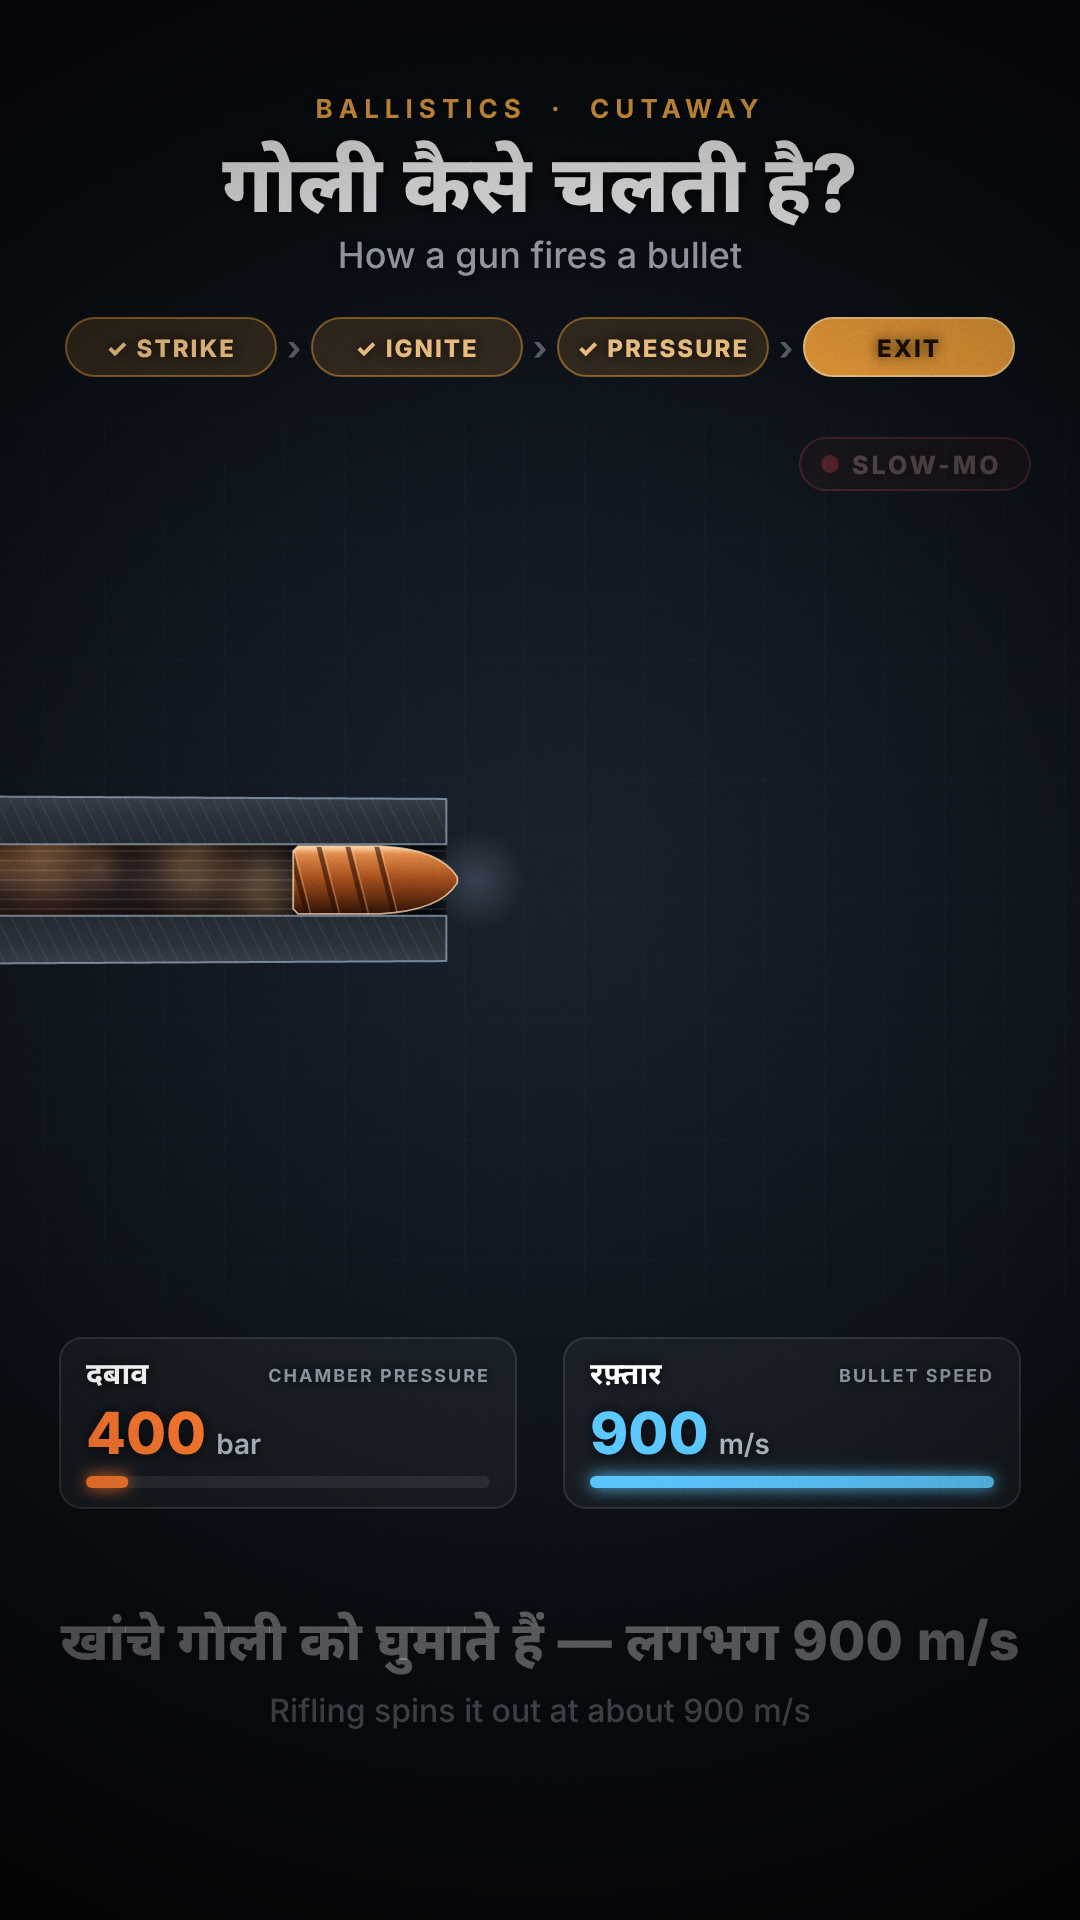 BALLISTICS · CUTAWAY
गोली कैसे चलती है?
How a gun fires a bullet
✓ STRIKE › ✓ IGNITE › ✓ PRESSURE › EXIT
SLOW-MO
दबाव CHAMBER PRESSURE
400 bar
रफ़्तार BULLET SPEED
900 m/s
खांचे गोली को घुमाते हैं — लगभग 900 m/s
Rifling spins it out at about 900 m/s